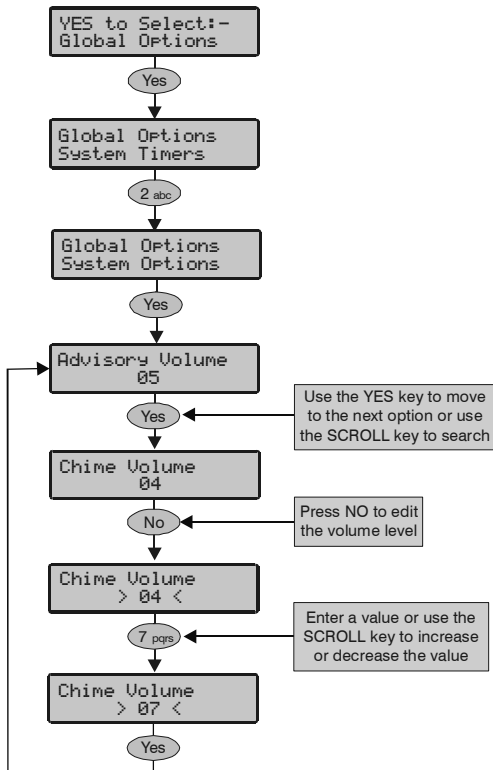 YES to Select:-
Global Options
Yes
Global Options
System Timers
2 abc
Global Options
System Options
Yes
Advisory Volume
05
Yes
Use the YES key to move
to the next option or use
the SCROLL key to search
Chime Volume
04
No
Press NO to edit
the volume level
Chime Volume
> 04 <
7 pqrs
Enter a value or use the
SCROLL key to increase
or decrease the value
Chime Volume
> 07 <
Yes